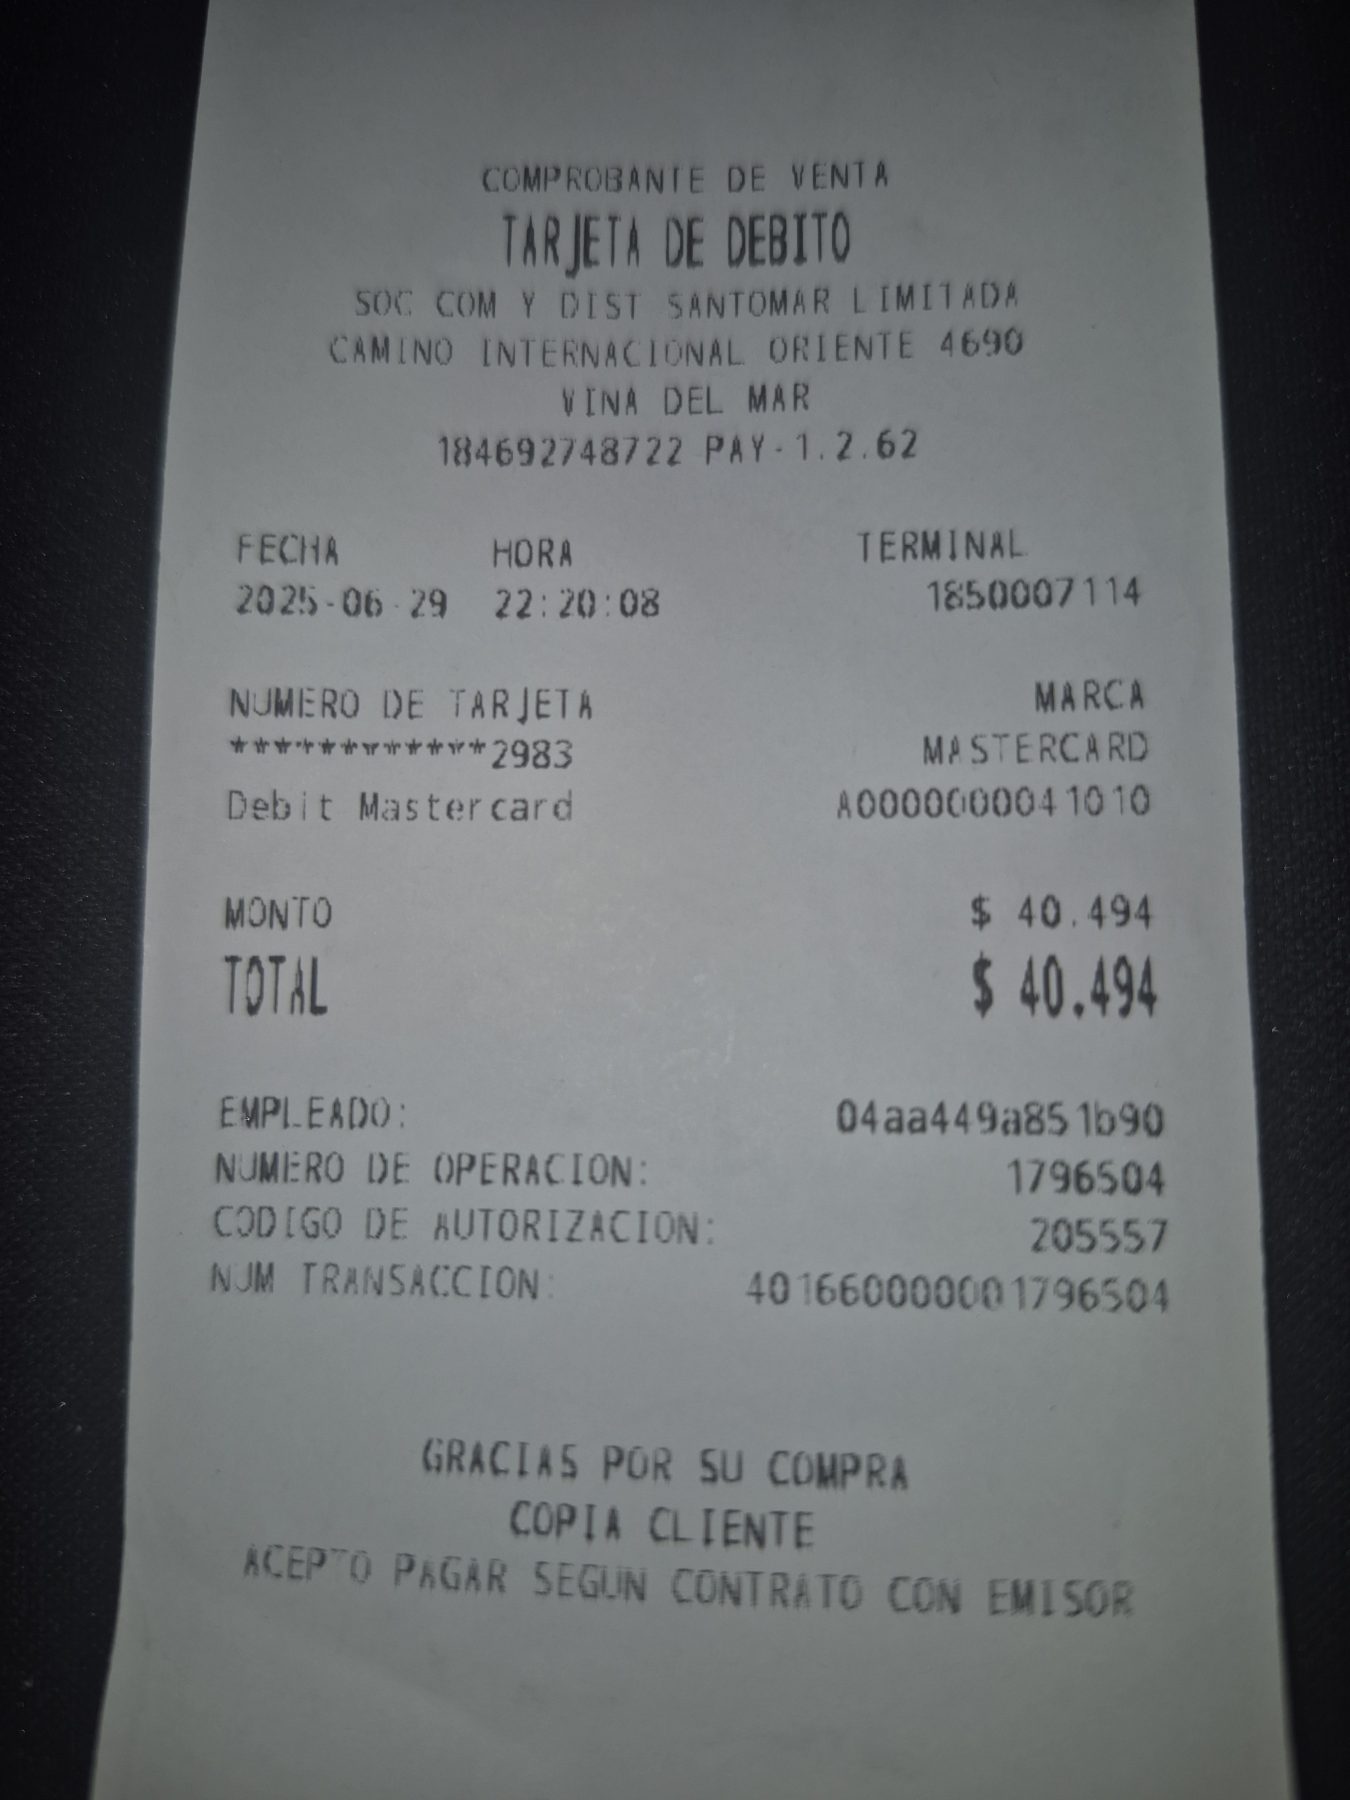 COMPROBANTE DE VENTA
TARJETA DE DEBITO
SOC COM Y DIST SANTOMAR LIMITADA
CAMINO INTERNACIONAL ORIENTE 4690
VINA DEL MAR
184692748722 PAY-1.2.62
FECHA HORA TERMINAL
2025-06-29 22:20:08 1850007114
NUMERO DE TARJETA MARCA
************2983 MASTERCARD
Debit Mastercard A0000000041010
MONTO $ 40.494
TOTAL $ 40.494
EMPLEADO: 04aa449a851b90
NUMERO DE OPERACION: 1796504
CODIGO DE AUTORIZACION: 205557
NUM TRANSACCION: 4016600000001796504
GRACIAS POR SU COMPRA
COPIA CLIENTE
ACEPTO PAGAR SEGUN CONTRATO CON EMISOR